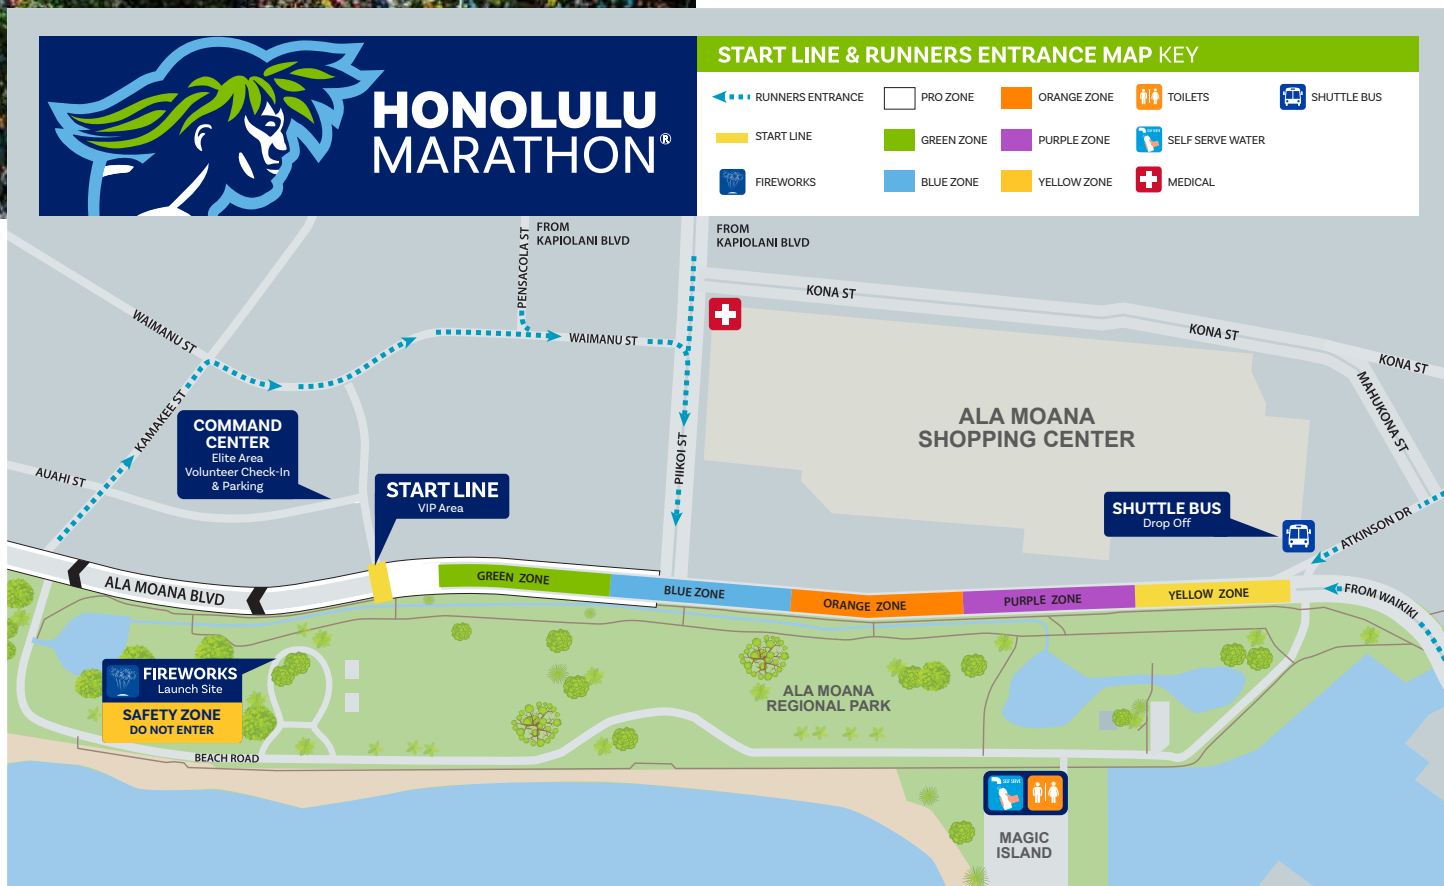 HONOLULU
MARATHON®
START LINE & RUNNERS ENTRANCE MAP KEY
RUNNERS ENTRANCE
PRO ZONE
ORANGE ZONE
TOILETS
SHUTTLE BUS
START LINE
GREEN ZONE
PURPLE ZONE
SELF SERVE WATER
FIREWORKS
BLUE ZONE
YELLOW ZONE
MEDICAL
PENSACOLA ST
FROM
KAPIOLANI BLVD
FROM
KAPIOLANI BLVD
KONA ST
KONA ST
KONA ST
WAIMANU ST
WAIMANU ST
MAHUKONA ST
KAMAKEE ST
ALA MOANA
SHOPPING CENTER
COMMAND
CENTER
Elite Area
Volunteer Check-In
& Parking
PIIKOI ST
AUAHI ST
START LINE
VIP Area
SHUTTLE BUS
Drop Off
ATKINSON DR
ALA MOANA BLVD
GREEN ZONE
BLUE ZONE
ORANGE ZONE
PURPLE ZONE
YELLOW ZONE
FROM WAIKIKI
FIREWORKS
Launch Site
SAFETY ZONE
DO NOT ENTER
ALA MOANA
REGIONAL PARK
BEACH ROAD
SELF SERVE
MAGIC
ISLAND